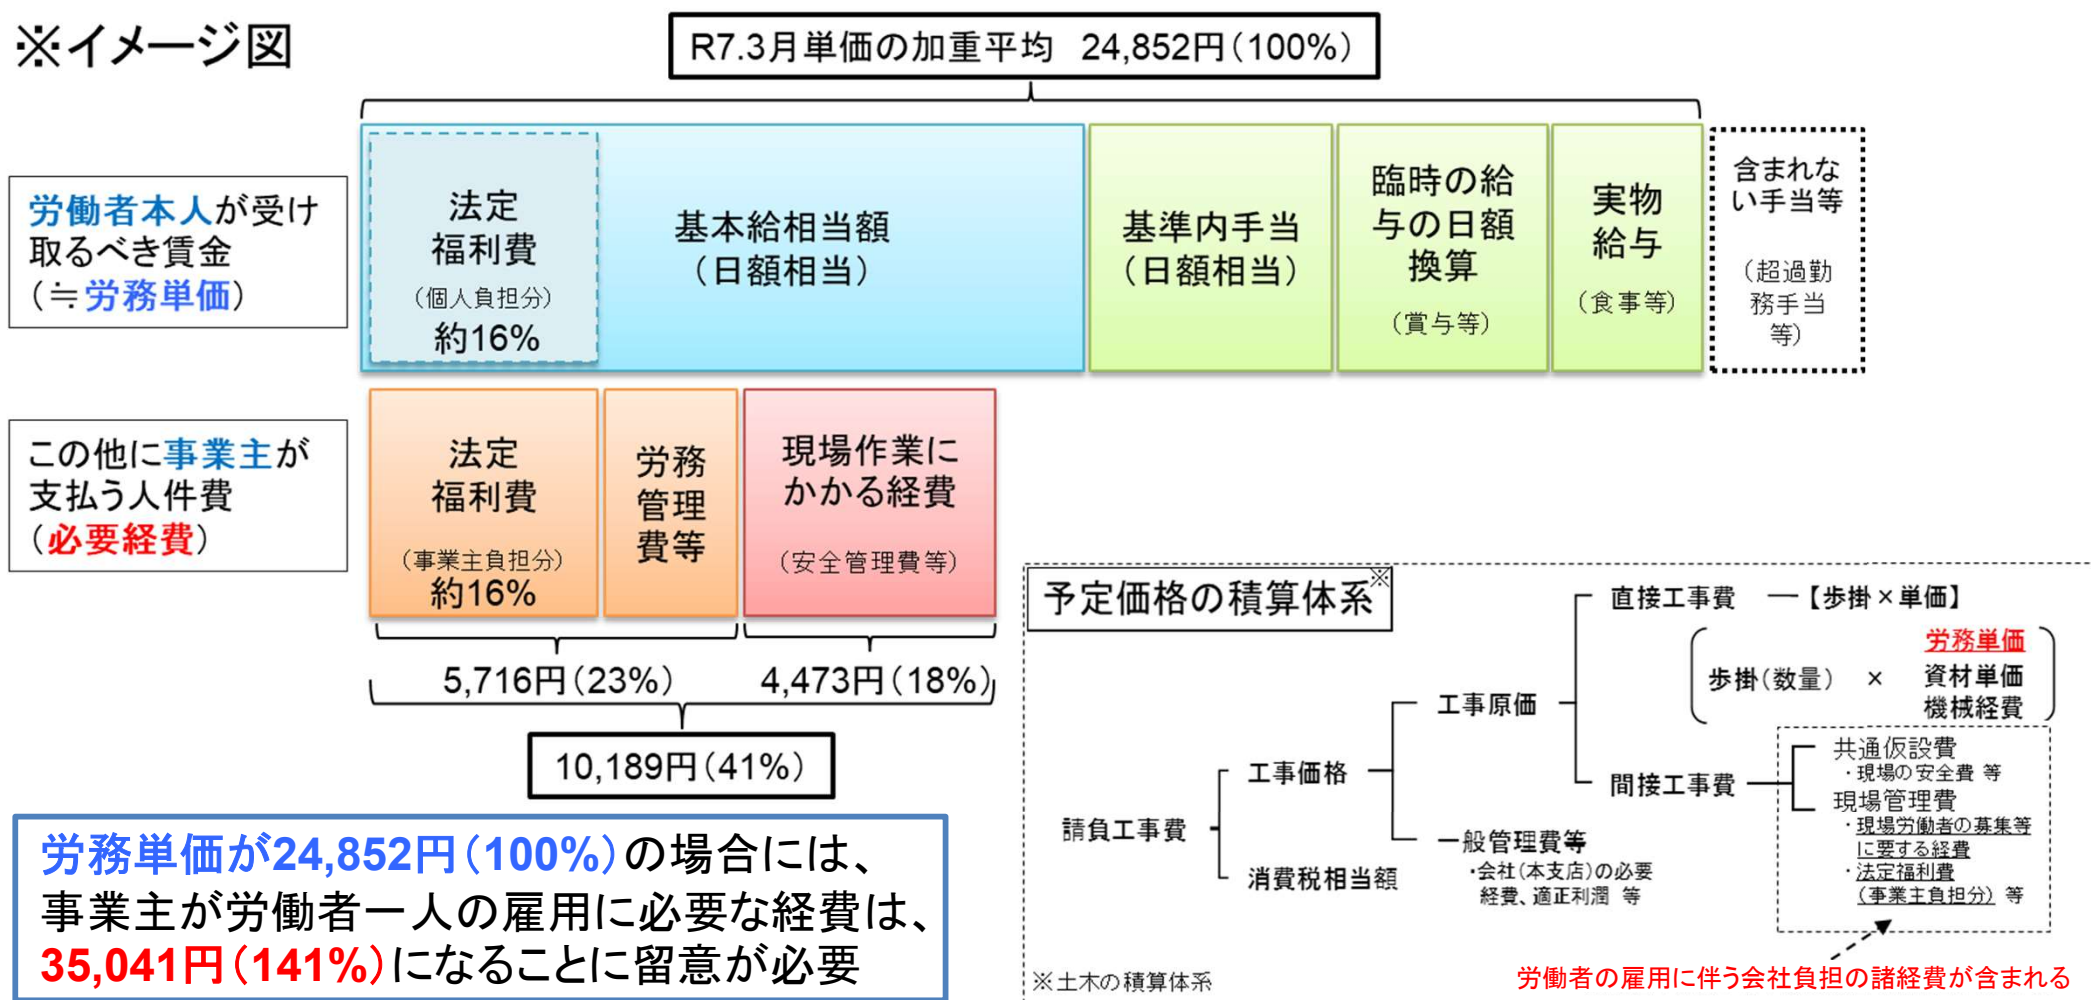 ※イメージ図
R7.3月単価の加重平均 24,852円(100%)
労働者本人が受け
取るべき賃金
(≒労務単価)
法定
福利費
(個人負担分)
約16%
基本給相当額
(日額相当)
基準内手当
(日額相当)
臨時の給
与の日額
換算
(賞与等)
実物
給与
(食事等)
含まれな
い手当等
(超過勤
務手当
等)
この他に事業主が
支払う人件費
(必要経費)
法定
福利費
(事業主負担分)
約16%
労務
管理
費等
現場作業に
かかる経費
(安全管理費等)
5,716円(23%)
4,473円(18%)
10,189円(41%)
労務単価が24,852円(100%)の場合には、
事業主が労働者一人の雇用に必要な経費は、
35,041円(141%)になることに留意が必要
予定価格の積算体系※
請負工事費
工事価格
消費税相当額
工事原価
一般管理費等
・会社(本支店)の必要
経費、適正利潤 等
直接工事費 ー【歩掛×単価】
歩掛(数量) ×
労務単価
資材単価
機械経費
間接工事費
共通仮設費
・現場の安全費 等
現場管理費
・現場労働者の募集等
に要する経費
・法定福利費
(事業主負担分) 等
※土木の積算体系
労働者の雇用に伴う会社負担の諸経費が含まれる